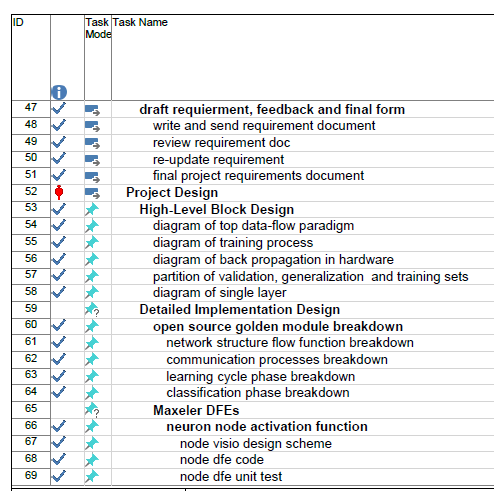 ID Task Mode Task Name
47 draft requierment, feedback and final form
48 write and send requirement document
49 review requirement doc
50 re-update requirement
51 final project requirements document
52 Project Design
53 High-Level Block Design
54 diagram of top data-flow paradigm
55 diagram of training process
56 diagram of back propagation in hardware
57 partition of validation, generalization and training sets
58 diagram of single layer
59 Detailed Implementation Design
60 open source golden module breakdown
61 network structure flow function breakdown
62 communication processes breakdown
63 learning cycle phase breakdown
64 classification phase breakdown
65 Maxeler DFEs
66 neuron node activation function
67 node visio design scheme
68 node dfe code
69 node dfe unit test